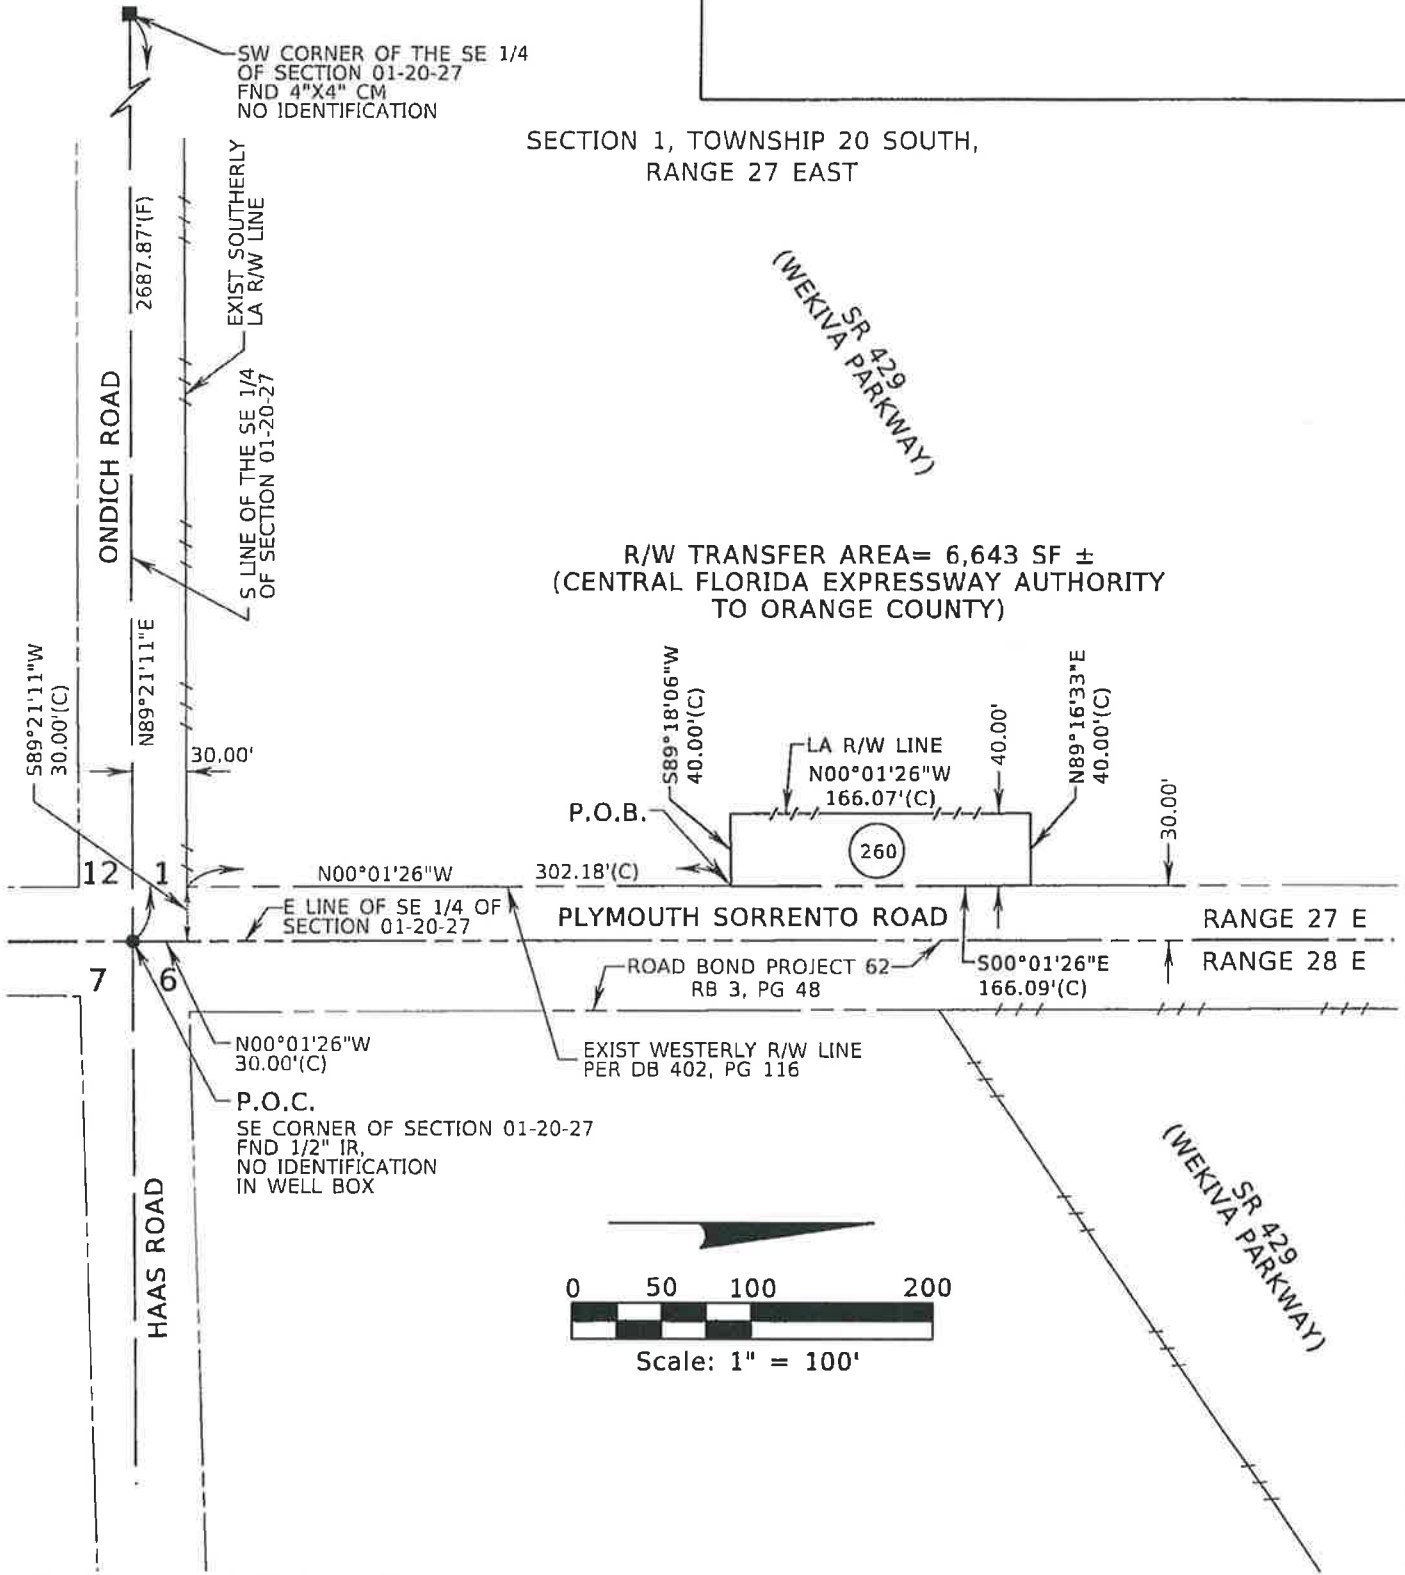 SW CORNER OF THE SE 1/4
OF SECTION 01-20-27
FND 4"X4" CM
NO IDENTIFICATION
SECTION 1, TOWNSHIP 20 SOUTH,
RANGE 27 EAST
2687.87'(F)
EXIST SOUTHERLY
LA R/W LINE
SR 429
(WEKIVA PARKWAY)
ONDICH ROAD
S LINE OF THE SE 1/4
OF SECTION 01-20-27
R/W TRANSFER AREA= 6,643 SF ±
(CENTRAL FLORIDA EXPRESSWAY AUTHORITY
TO ORANGE COUNTY)
S89°21'11"W
30.00'(C)
N89°21'11"E
30.00'
S89°18'06"W
40.00'(C)
LA R/W LINE
N00°01'26"W
166.07'(C)
40.00'
N89°16'33"E
40.00'(C)
30.00'
P.O.B.
260
12
1
N00°01'26"W
302.18'(C)
E LINE OF SE 1/4 OF
SECTION 01-20-27
PLYMOUTH SORRENTO ROAD
RANGE 27 E
7
6
ROAD BOND PROJECT 62
RB 3, PG 48
S00°01'26"E
166.09'(C)
RANGE 28 E
N00°01'26"W
30.00'(C)
EXIST WESTERLY R/W LINE
PER DB 402, PG 116
P.O.C.
SE CORNER OF SECTION 01-20-27
FND 1/2" IR,
NO IDENTIFICATION
IN WELL BOX
HAAS ROAD
SR 429
(WEKIVA PARKWAY)
0 50 100 200
Scale: 1" = 100'